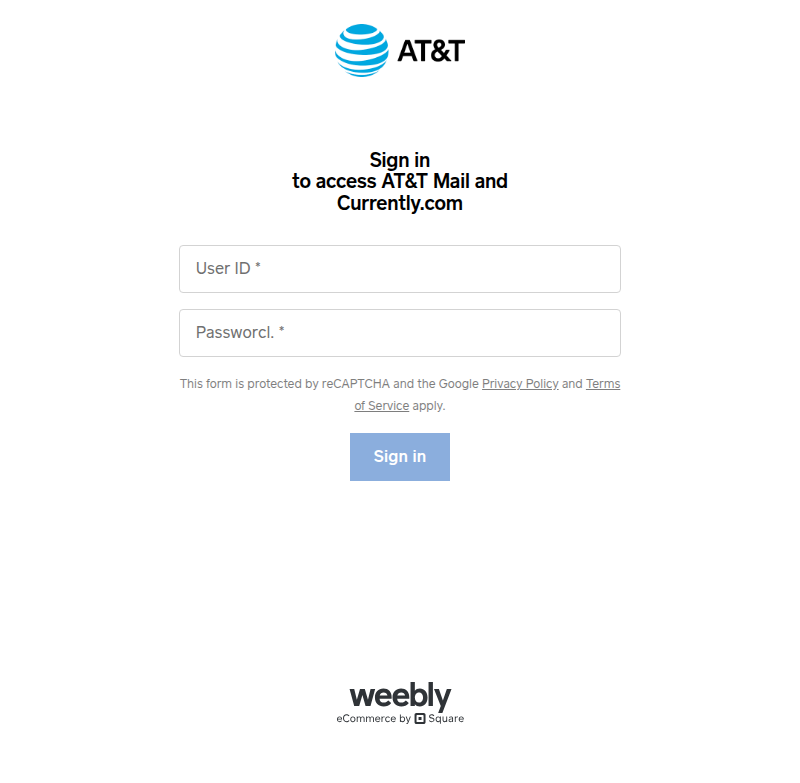 AT&T
Sign in
to access AT&T Mail and
Currently.com
User ID *
Passworcl. *
This form is protected by reCAPTCHA and the Google Privacy Policy and Terms
of Service apply.
Sign in
weebly
eCommerce by Square